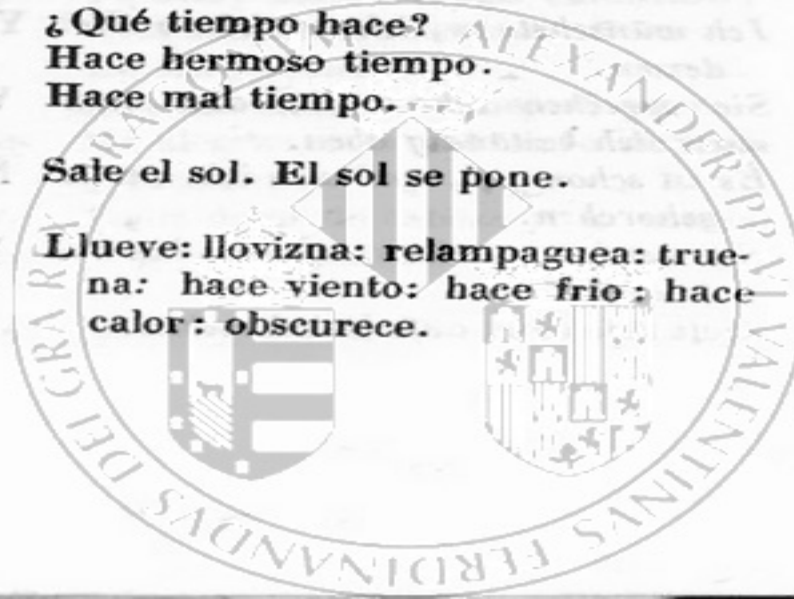 ¿Qué tiempo hace?
Hace hermoso tiempo.
Hace mal tiempo.
Sale el sol. El sol se pone.
Llueve: llovizna: relampaguea: true-
na: hace viento: hace frio: hace
calor: obscurece.